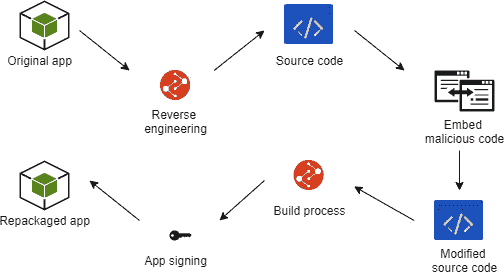 Original app
Reverse
engineering
Source code
Embed
malicious code
Modified
source code
Build process
App signing
Repackaged app